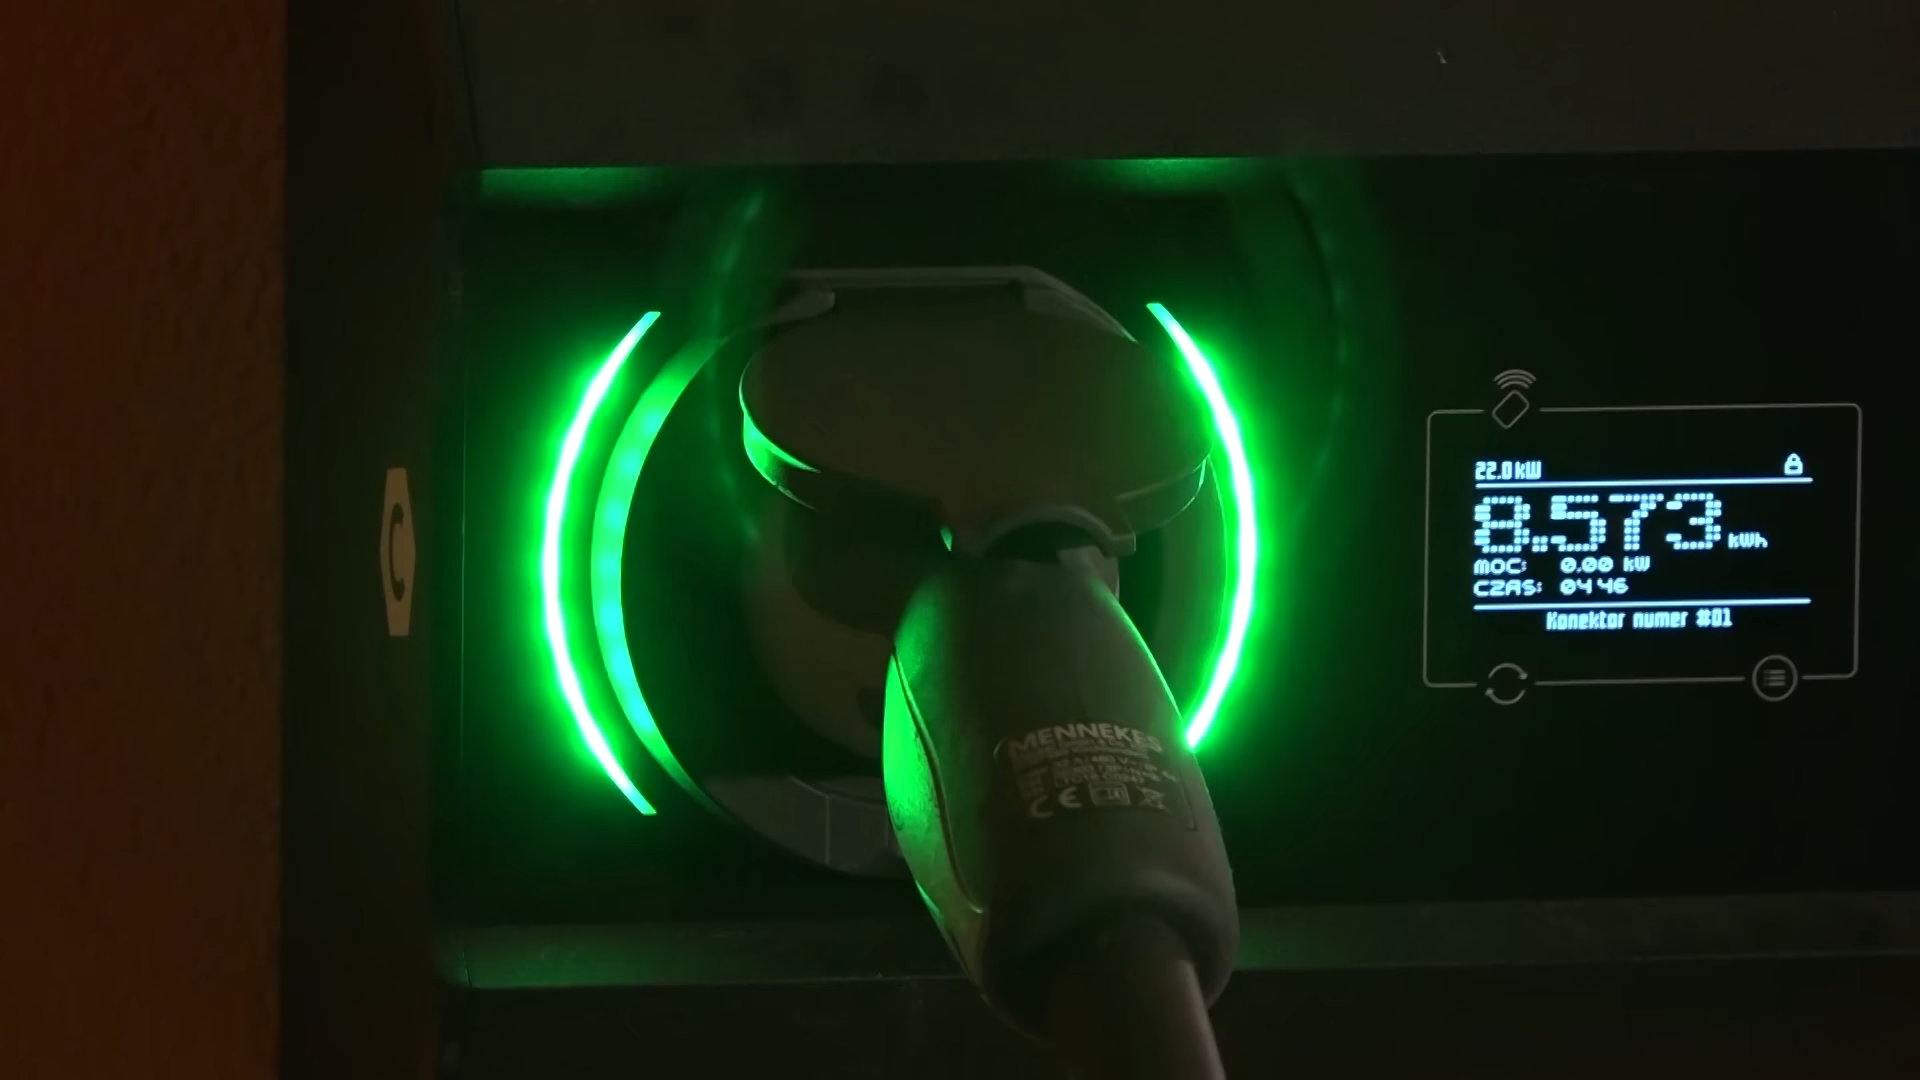 C
22.0 kW
8.573 kWh
MOC: 0.00 kW
CZAS: 04 46
Konektor numer #01
MENNEKES
CE